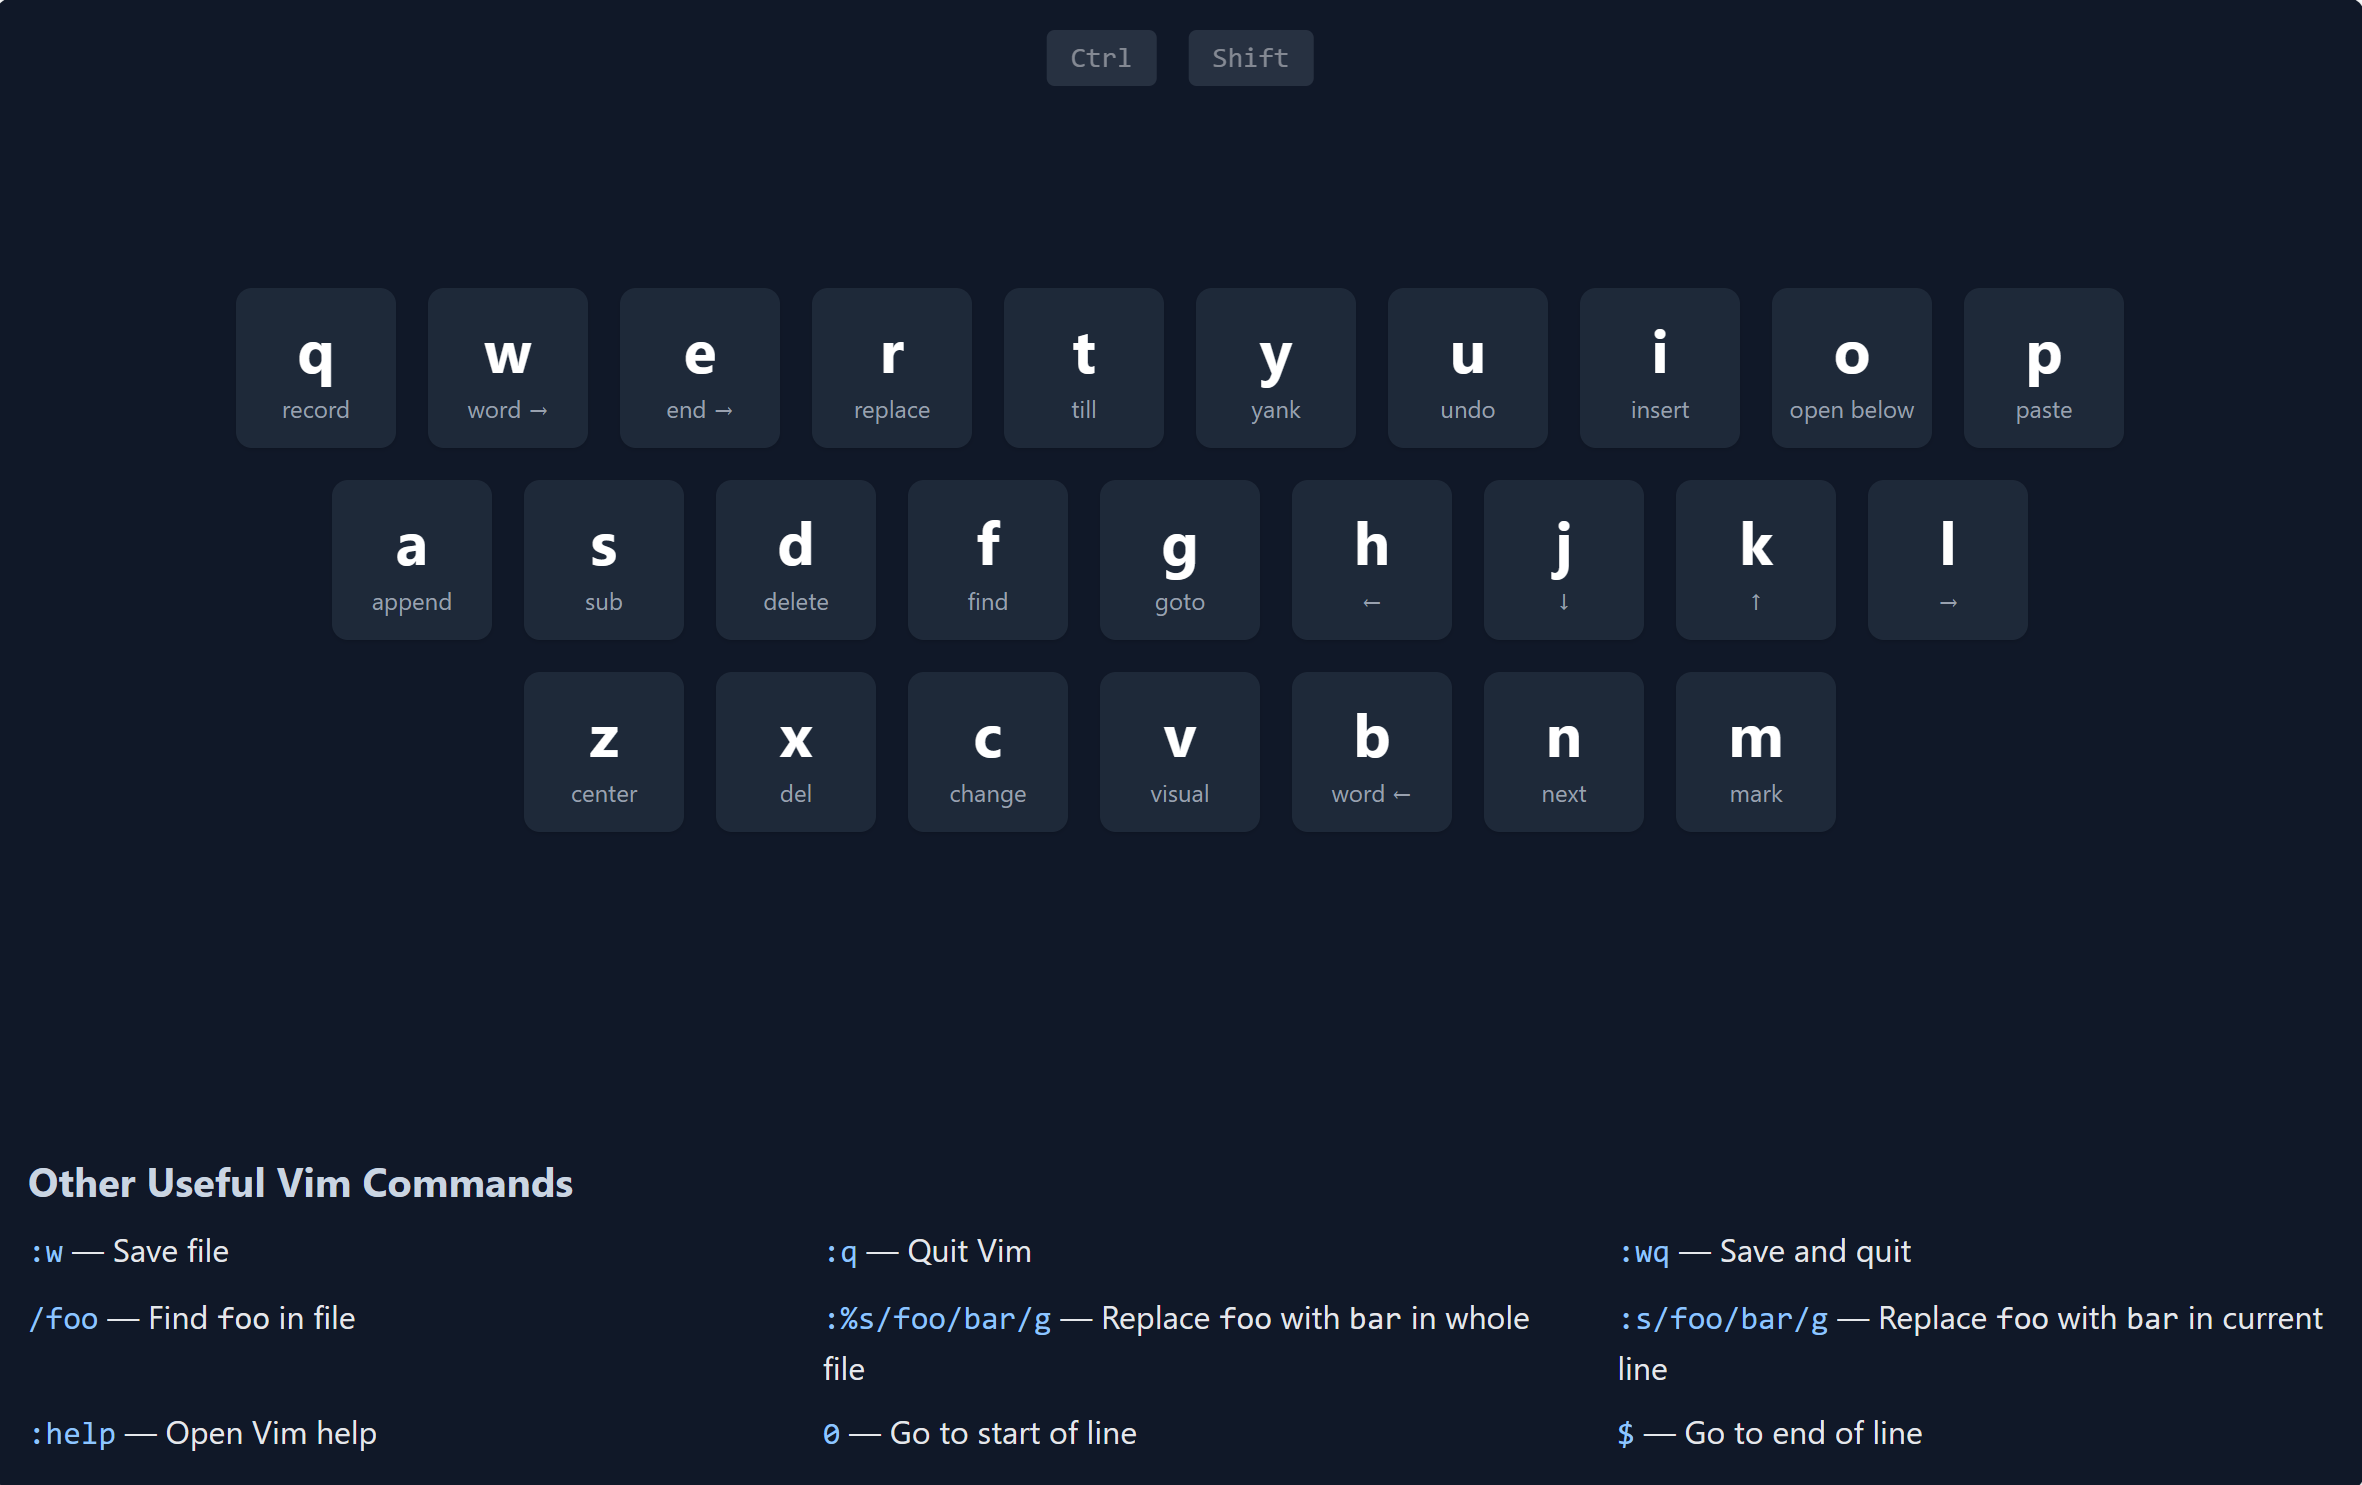 Ctrl Shift
q w e r t y u i o p
record word → end → replace till yank undo insert open below paste
a s d f g h j k l
append sub delete find goto ← ↓ ↑ →
z x c v b n m
center del change visual word ← next mark
Other Useful Vim Commands
:w — Save file
:q — Quit Vim
:wq — Save and quit
/foo — Find foo in file
:%s/foo/bar/g — Replace foo with bar in whole
file
:s/foo/bar/g — Replace foo with bar in current
line
:help — Open Vim help
0 — Go to start of line
$ — Go to end of line